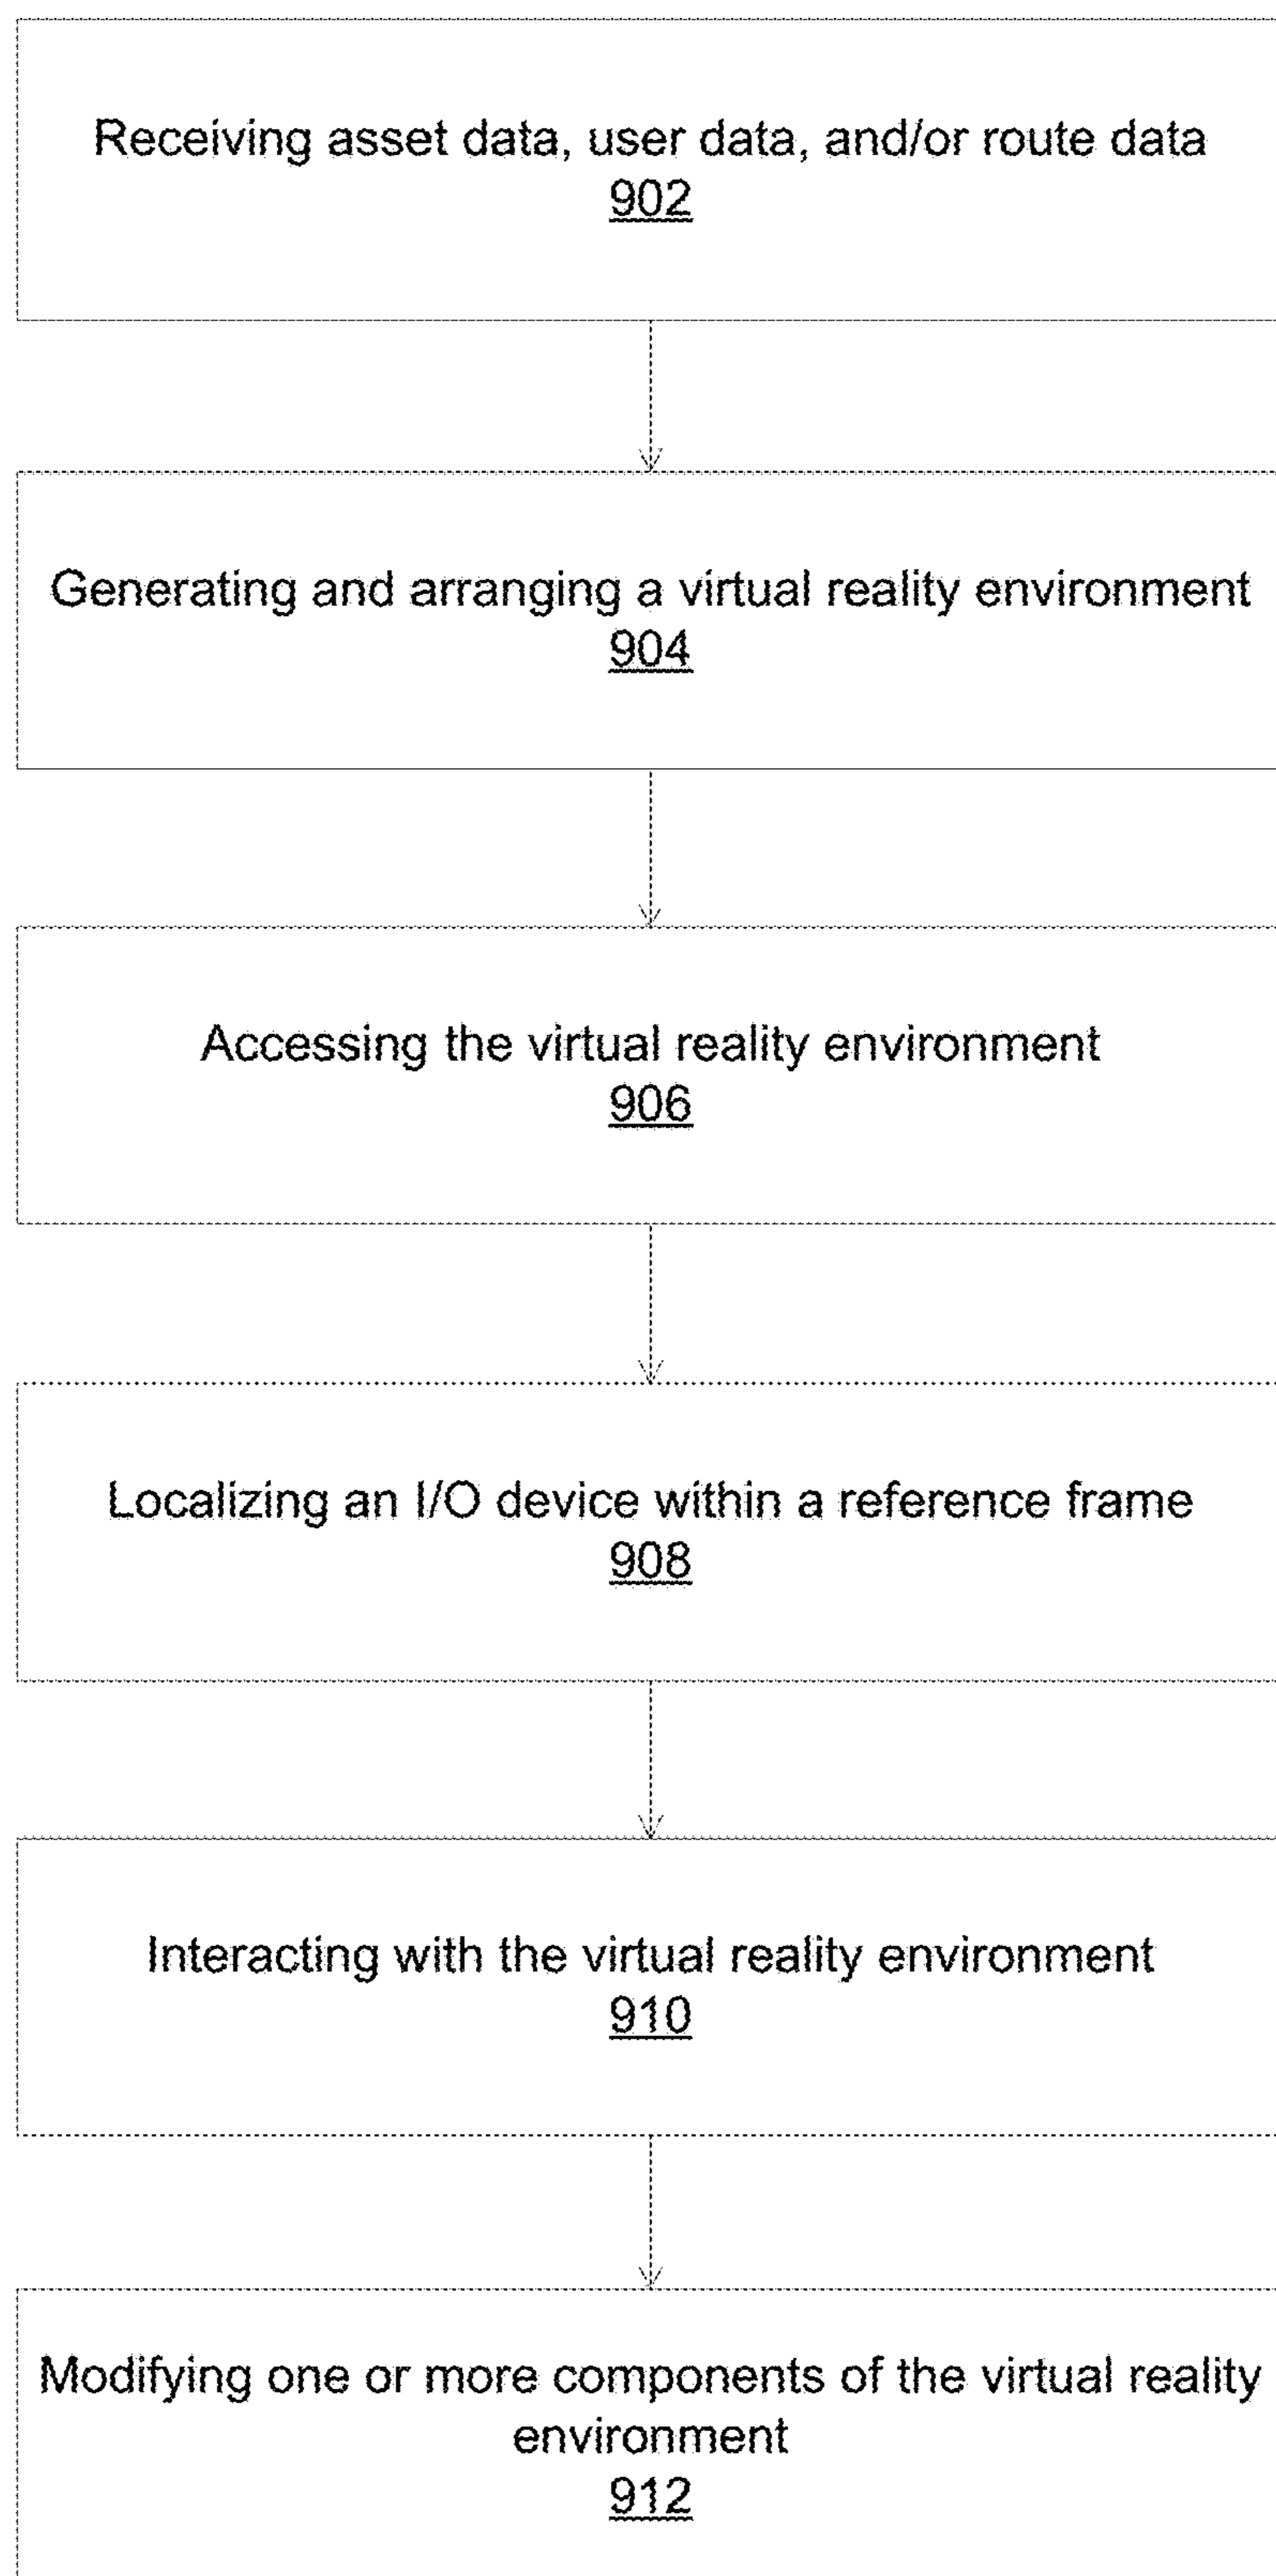 Receiving asset data, user data, and/or route data
902
Generating and arranging a virtual reality environment
904
Accessing the virtual reality environment
906
Localizing an I/O device within a reference frame
908
Interacting with the virtual reality environment
910
Modifying one or more components of the virtual reality
environment
912